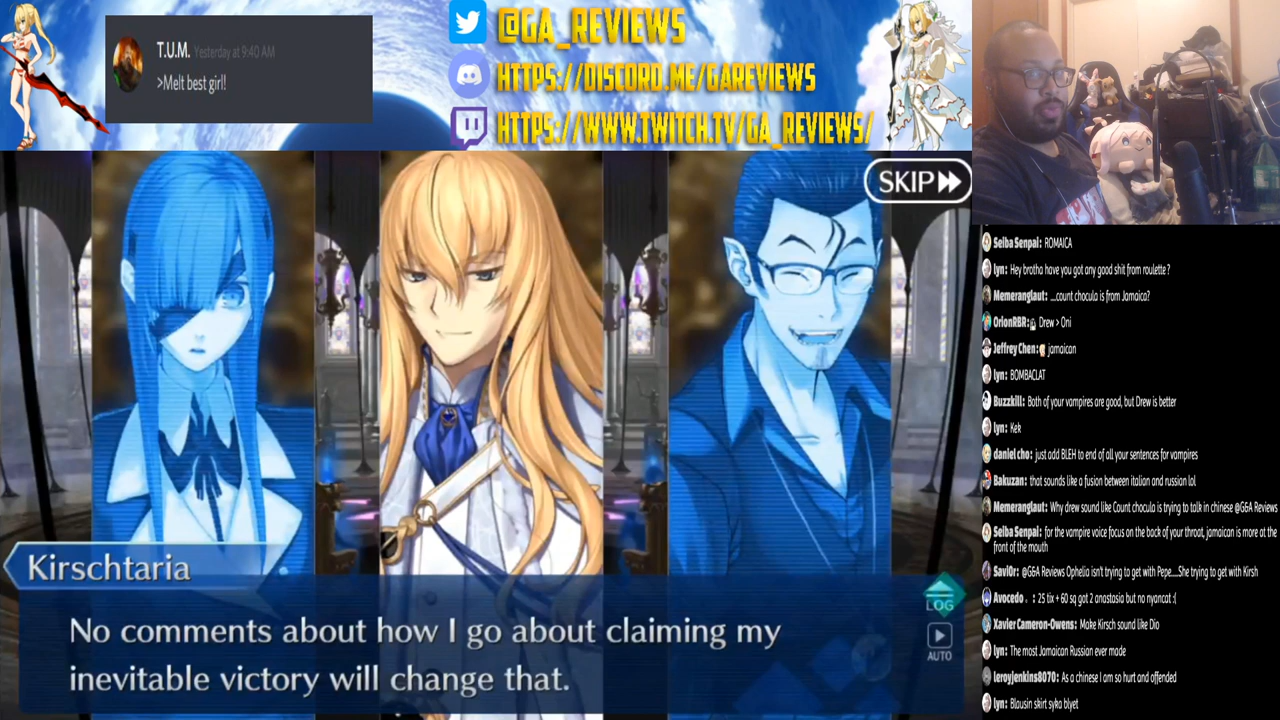 T.U.M. Yesterday at 9:40 AM
>Melt best girl!
@GA_REVIEWS
HTTPS://DISCORD.ME/GAREVIEWS
HTTPS://WWW.TWITCH.TV/GA_REVIEWS/
SKIP
Kirschtaria
No comments about how I go about claiming my
inevitable victory will change that.
LOG
AUTO
Seiba Senpai: ROMAICA
lyn: Hey brotha have you got any good shit from roulette ?
Memeranglaut: ....count chocula is from Jamaica?
OrionRBR: Drew > Oni
Jeffrey Chen: jamaican
lyn: BOMBACLAT
Buzzkill: Both of your vampires are good, but Drew is better
lyn: Kek
daniel cho: just add BLEH to end of all your sentences for vampires
Bakuzan: that sounds like a fusion between italian and russian lol
Memeranglaut: Why drew sound like Count chocula is trying to talk in chinese @G&A Reviews
Seiba Senpai: for the vampire voice focus on the back of your throat, jamaican is more at the
front of the mouth
Savi0r: @G&A Reviews Ophelia isn't trying to get with Pepe....She trying to get with Kirsh
Avocedo . : 25 tix + 60 sq got 2 anastasia but no nyancat :(
Xavier Cameron-Owens: Make Kirsch sound like Dio
lyn: The most Jamaican Russian ever made
leroyjenkins8070: As a chinese I am so hurt and offended
lyn: Blausin skirt syka blyet